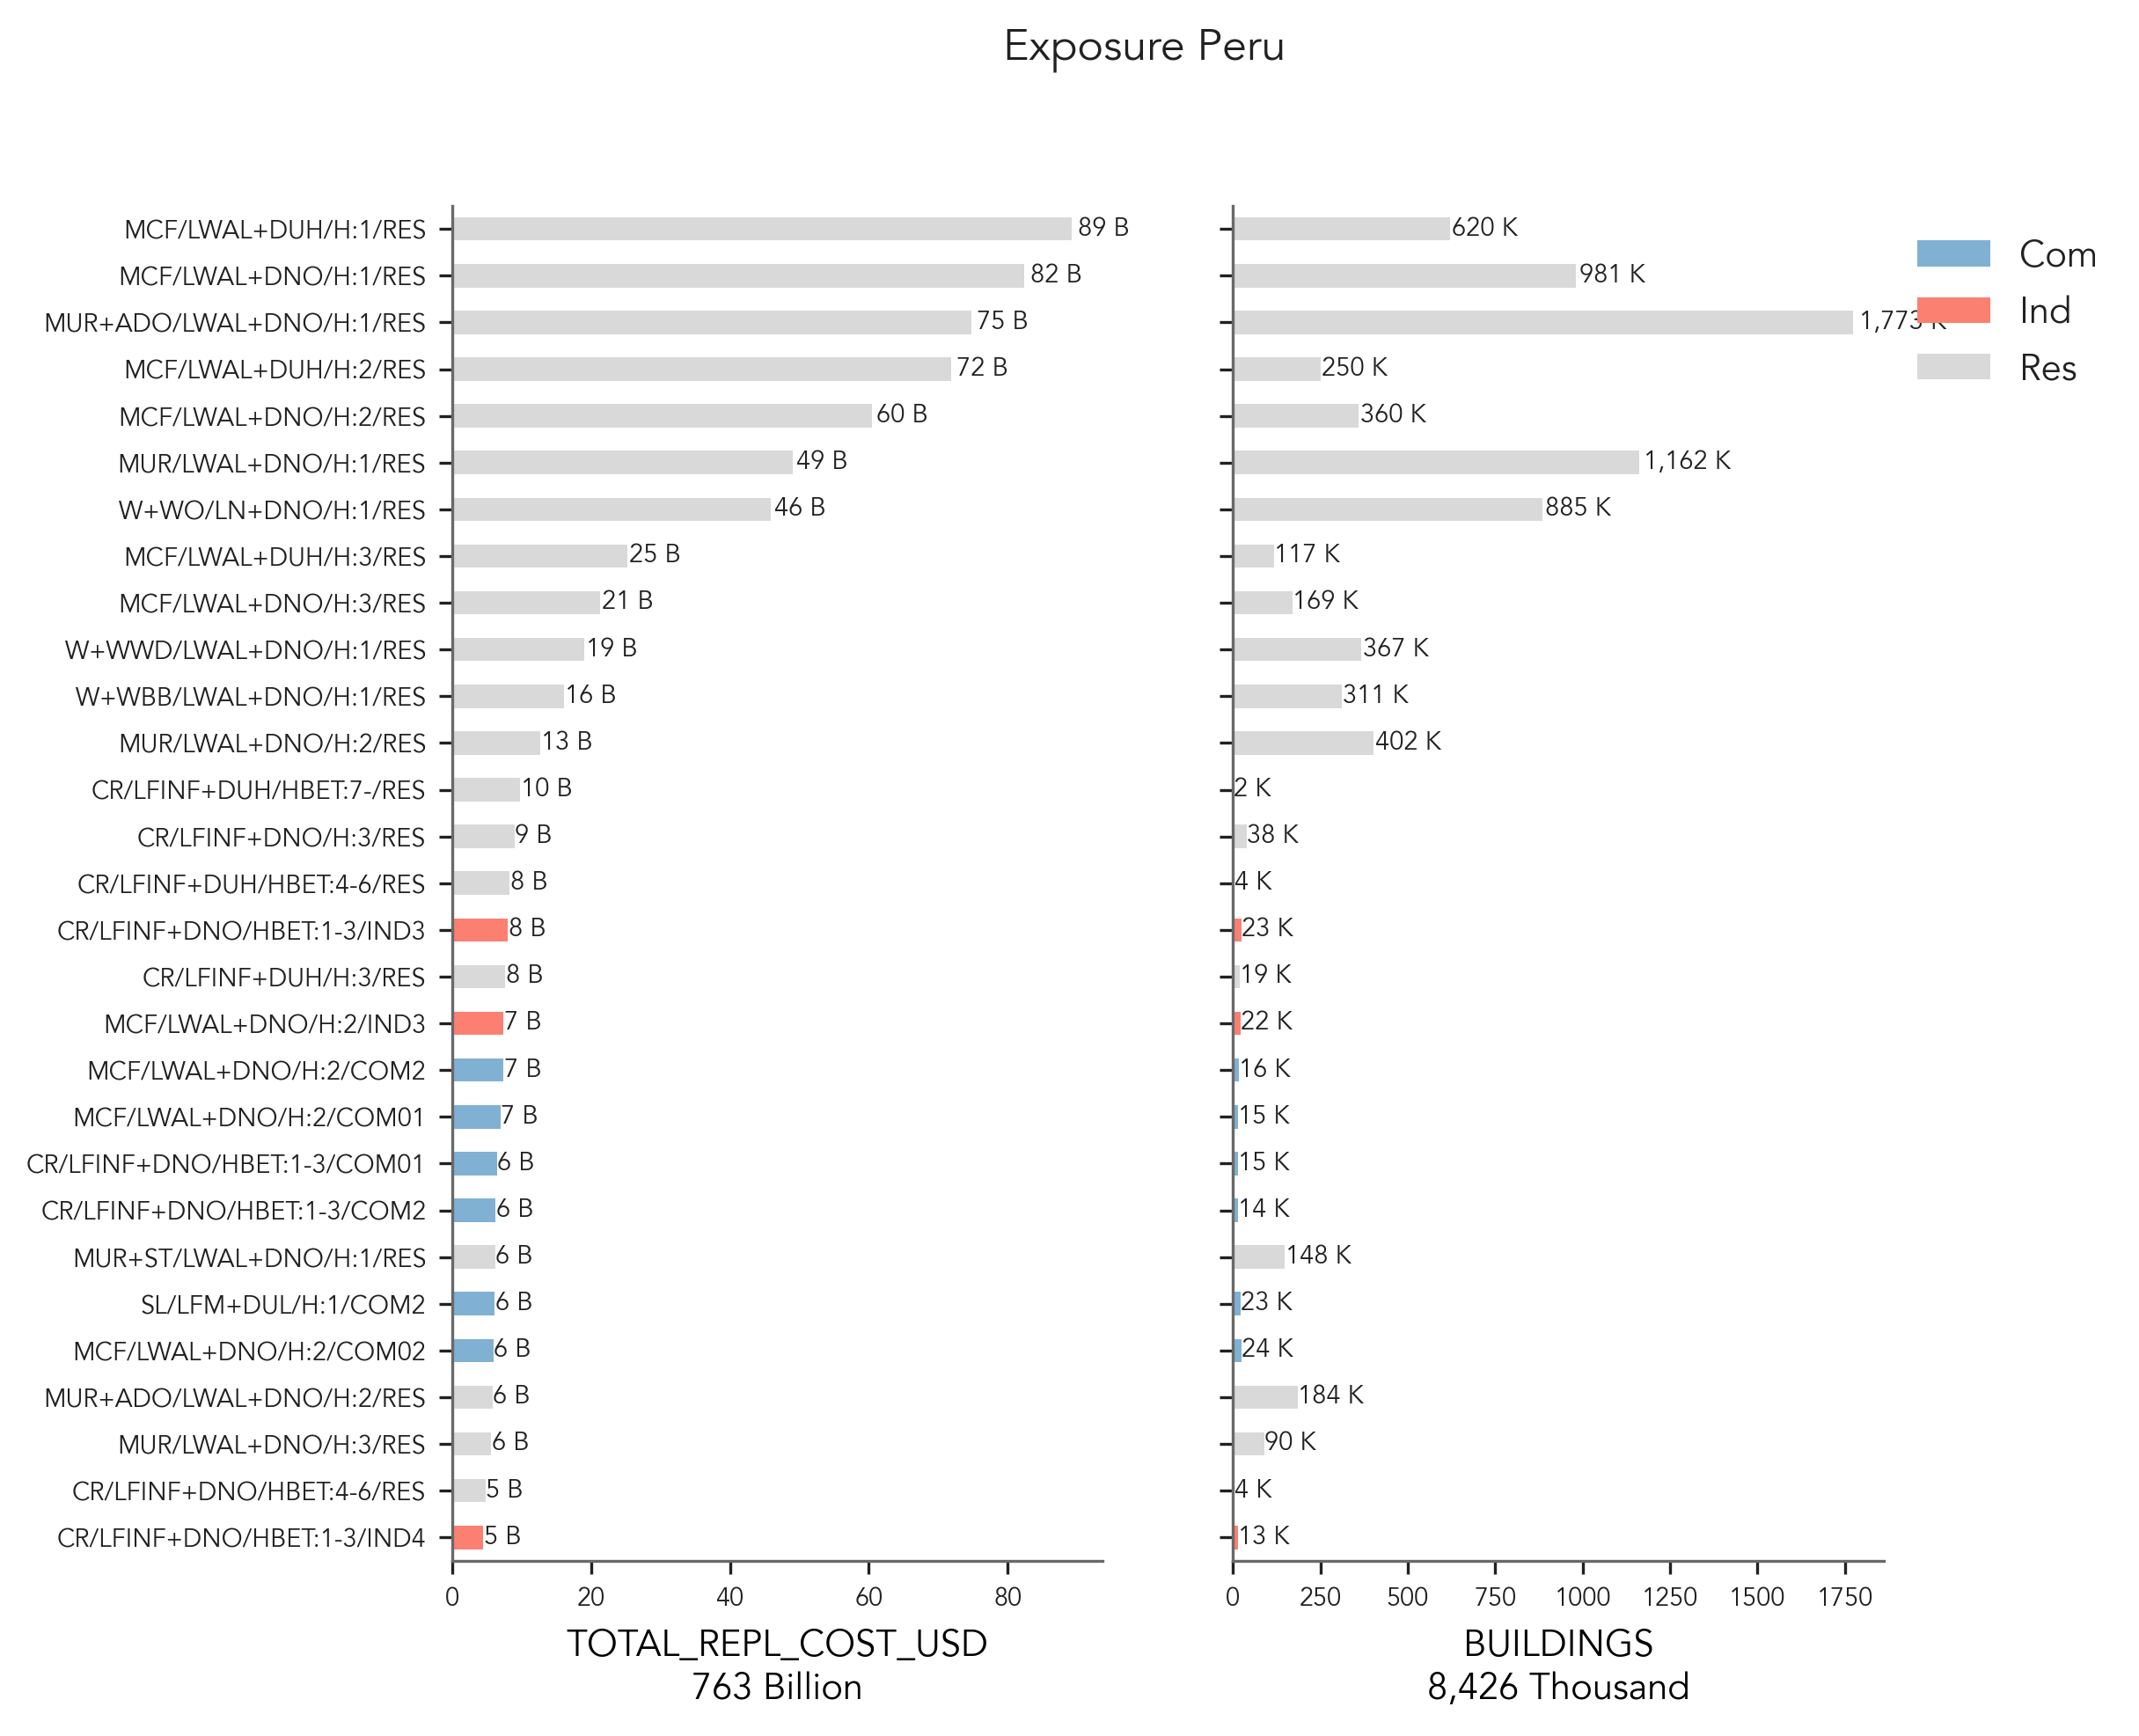 Exposure Peru
MCF/LWAL+DUH/H:1/RES 89 B 620 K
MCF/LWAL+DNO/H:1/RES 82 B 981 K
MUR+ADO/LWAL+DNO/H:1/RES 75 B 1,773 K
MCF/LWAL+DUH/H:2/RES 72 B 250 K
MCF/LWAL+DNO/H:2/RES 60 B 360 K
MUR/LWAL+DNO/H:1/RES 49 B 1,162 K
W+WO/LN+DNO/H:1/RES 46 B 885 K
MCF/LWAL+DUH/H:3/RES 25 B 117 K
MCF/LWAL+DNO/H:3/RES 21 B 169 K
W+WWD/LWAL+DNO/H:1/RES 19 B 367 K
W+WBB/LWAL+DNO/H:1/RES 16 B 311 K
MUR/LWAL+DNO/H:2/RES 13 B 402 K
CR/LFINF+DUH/HBET:7-/RES 10 B 2 K
CR/LFINF+DNO/H:3/RES 9 B 38 K
CR/LFINF+DUH/HBET:4-6/RES 8 B 4 K
CR/LFINF+DNO/HBET:1-3/IND3 8 B 23 K
CR/LFINF+DUH/H:3/RES 8 B 19 K
MCF/LWAL+DNO/H:2/IND3 7 B 22 K
MCF/LWAL+DNO/H:2/COM2 7 B 16 K
MCF/LWAL+DNO/H:2/COM01 7 B 15 K
CR/LFINF+DNO/HBET:1-3/COM01 6 B 15 K
CR/LFINF+DNO/HBET:1-3/COM2 6 B 14 K
MUR+ST/LWAL+DNO/H:1/RES 6 B 148 K
SL/LFM+DUL/H:1/COM2 6 B 23 K
MCF/LWAL+DNO/H:2/COM02 6 B 24 K
MUR+ADO/LWAL+DNO/H:2/RES 6 B 184 K
MUR/LWAL+DNO/H:3/RES 6 B 90 K
CR/LFINF+DNO/HBET:4-6/RES 5 B 4 K
CR/LFINF+DNO/HBET:1-3/IND4 5 B 13 K
0 20 40 60 80
TOTAL_REPL_COST_USD
763 Billion
0 250 500 750 1000 1250 1500 1750
BUILDINGS
8,426 Thousand
Com
Ind
Res